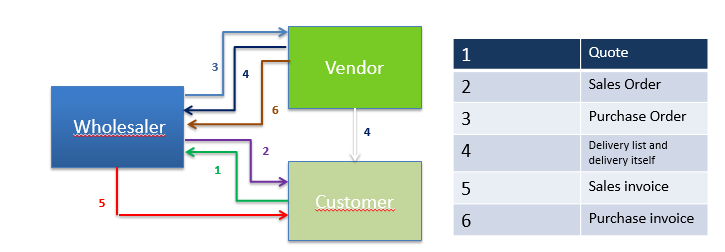 Vendor
3
4
6
Wholesaler
4
2
1
Customer
5
1 Quote
2 Sales Order
3 Purchase Order
4 Delivery list and
delivery itself
5 Sales invoice
6 Purchase invoice